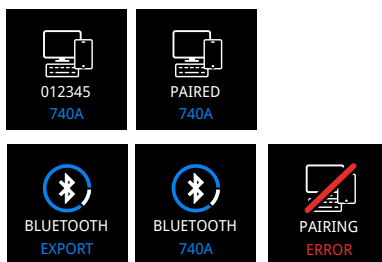 012345
740A
PAIRED
740A
BLUETOOTH
EXPORT
BLUETOOTH
740A
PAIRING
ERROR